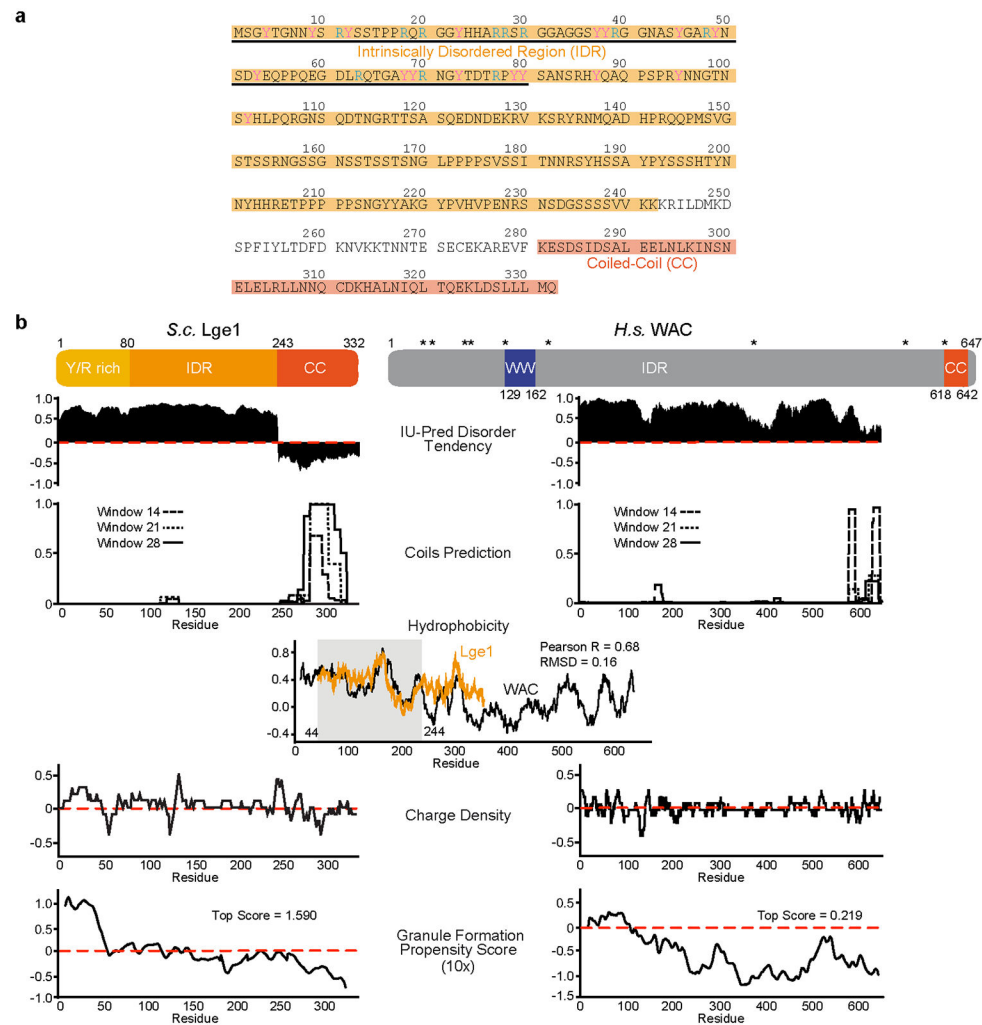 a
10 20 30 40 50
MSGYTGNNYS RYSSTPPRQR GGYHHARRSR GGAGGSYYRG GNASYGARYN
Intrinsically Disordered Region (IDR)
60 70 80 90 100
SDYEQPPQEG DLRQTGAYYR NGYTDTRPYY SANSRHYQAQ PSPRYNNGTN
110 120 130 140 150
SYHLPQRGNS QDTNGRTTSA SQEDNDEKRV KSRYRNMQAD HPRQQPMSVG
160 170 180 190 200
STSSRNGSSG NSSTSSTSNG LPPPPSVSSI TNNRSYHSSA YPYSSSHTYN
210 220 230 240 250
NYHHRETPPP PPSNGYYAKG YPVHVPENRS NSDGSSSSVV KKKRILDMKD
260 270 280 290 300
SPFIYLTDFD KNVKKTNNTE SECEKAREVF KESDSIDSAL EELNLKINSN
Coiled-Coil (CC)
310 320 330
ELELRLLNNQ CDKHALNIQL TQEKLDSLLL MQ
b
S.c. Lge1 H.s. WAC
1 80 243 332 1 * * * * * * * * * 647
Y/R rich IDR CC WW IDR CC
129 162 618 642
1.0 0.5 0 -0.5 -1.0
IU-Pred Disorder
Tendency
1.0 0.5 0 -0.5 -1.0
1.0 0.5 0
Window 14
Window 21
Window 28
0 50 100 150 200 250 300
Residue
Coils Prediction
1.0 0.5 0
Window 14
Window 21
Window 28
0 100 200 300 400 500 600
Residue
Hydrophobicity
0.8 0.4 0.0 -0.4
Lge1
Pearson R = 0.68
RMSD = 0.16
WAC
44 244
0 100 200 300 400 500 600
Residue
0.5 0 -0.5
0 50 100 150 200 250 300
Residue
Charge Density
0.5 0 -0.5
0 100 200 300 400 500 600
Residue
1.0 0.5 0 -0.5 -1.0
Top Score = 1.590
0 50 100 150 200 250 300
Residue
Granule Formation
Propensity Score
(10x)
0.5 0 -0.5 -1.0 -1.5
Top Score = 0.219
0 100 200 300 400 500 600
Residue